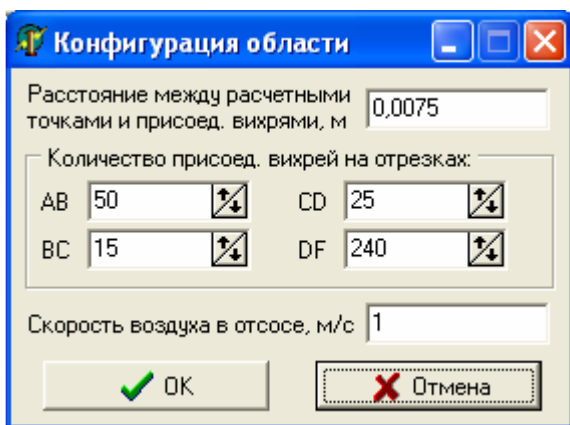 Конфигурация области
Расстояние между расчетными
точками и присоед. вихрями, м
0,0075
Количество присоед. вихрей на отрезках:
AB 50 CD 25
BC 15 DF 240
Скорость воздуха в отсосе, м/с 1
OK Отмена